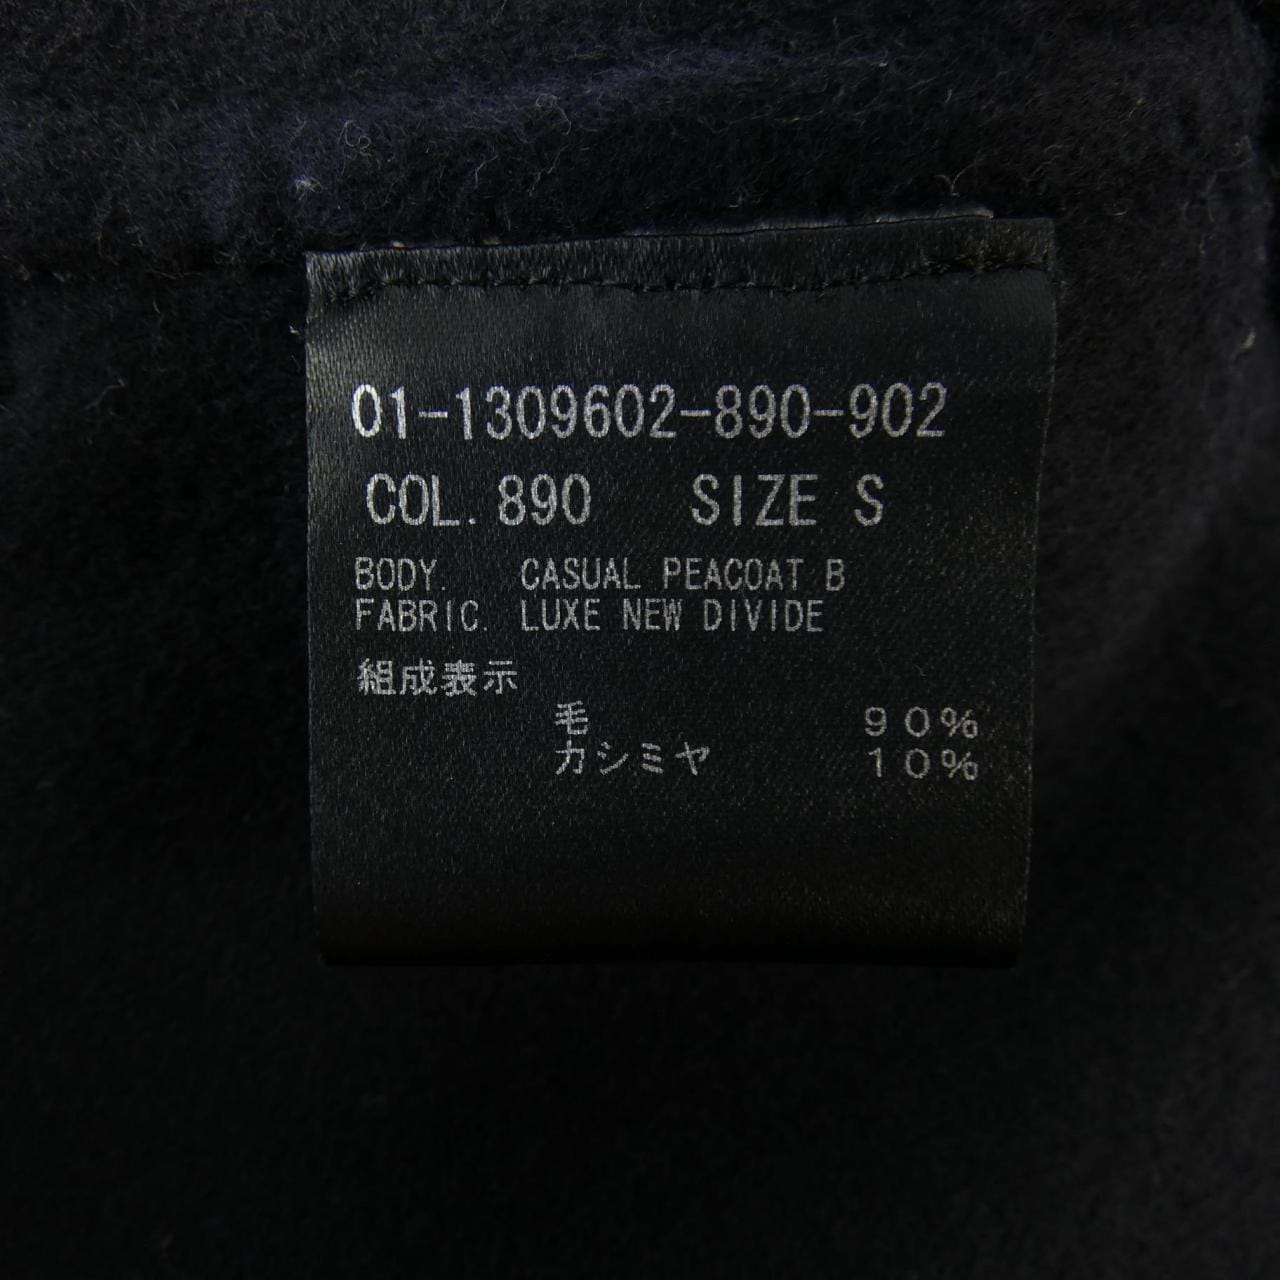 01-1309602-890-902
COL. 890 SIZE S
BODY. CASUAL PEACOAT B
FABRIC. LUXE NEW DIVIDE
組成表示
毛 90%
カシミヤ 10%